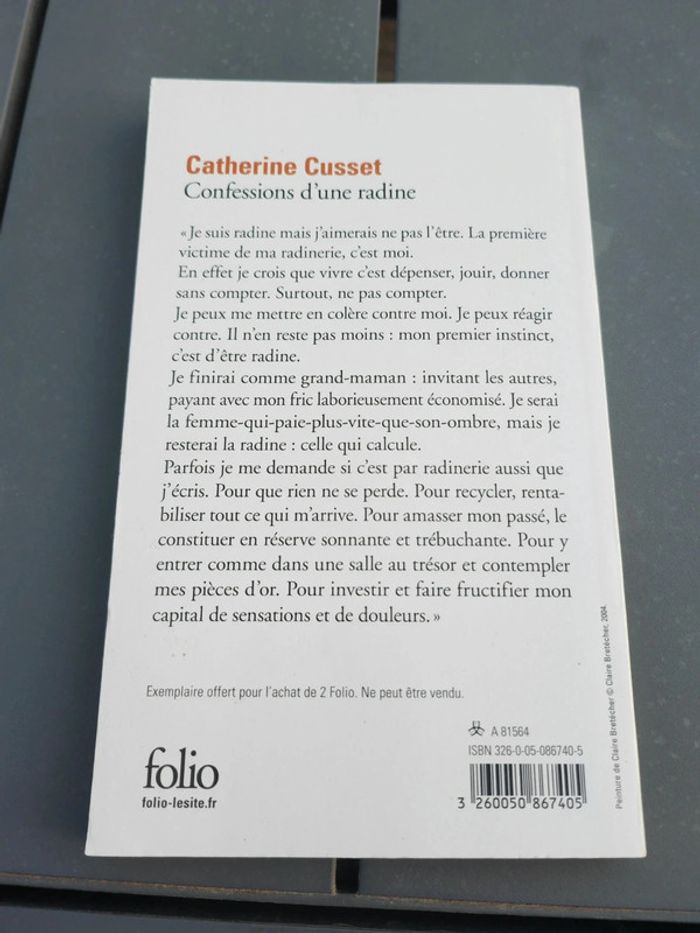 Catherine Cusset
Confessions d'une radine
« Je suis radine mais j'aimerais ne pas l'être. La première
victime de ma radinerie, c'est moi.
En effet je crois que vivre c'est dépenser, jouir, donner
sans compter. Surtout, ne pas compter.
Je peux me mettre en colère contre moi. Je peux réagir
contre. Il n'en reste pas moins : mon premier instinct,
c'est d'être radine.
Je finirai comme grand-maman : invitant les autres,
payant avec mon fric laborieusement économisé. Je serai
la femme-qui-paie-plus-vite-que-son-ombre, mais je
resterai la radine : celle qui calcule.
Parfois je me demande si c'est par radinerie aussi que
j'écris. Pour que rien ne se perde. Pour recycler, renta-
biliser tout ce qui m'arrive. Pour amasser mon passé, le
constituer en réserve sonnante et trébuchante. Pour y
entrer comme dans une salle au trésor et contempler
mes pièces d'or. Pour investir et faire fructifier mon
capital de sensations et de douleurs. »
Exemplaire offert pour l'achat de 2 Folio. Ne peut être vendu.
folio
folio-lesite.fr
A 81564
ISBN 326-0-05-086740-5
3 260050 867405
Peinture de Claire Bretécher © Claire Bretécher, 2004.